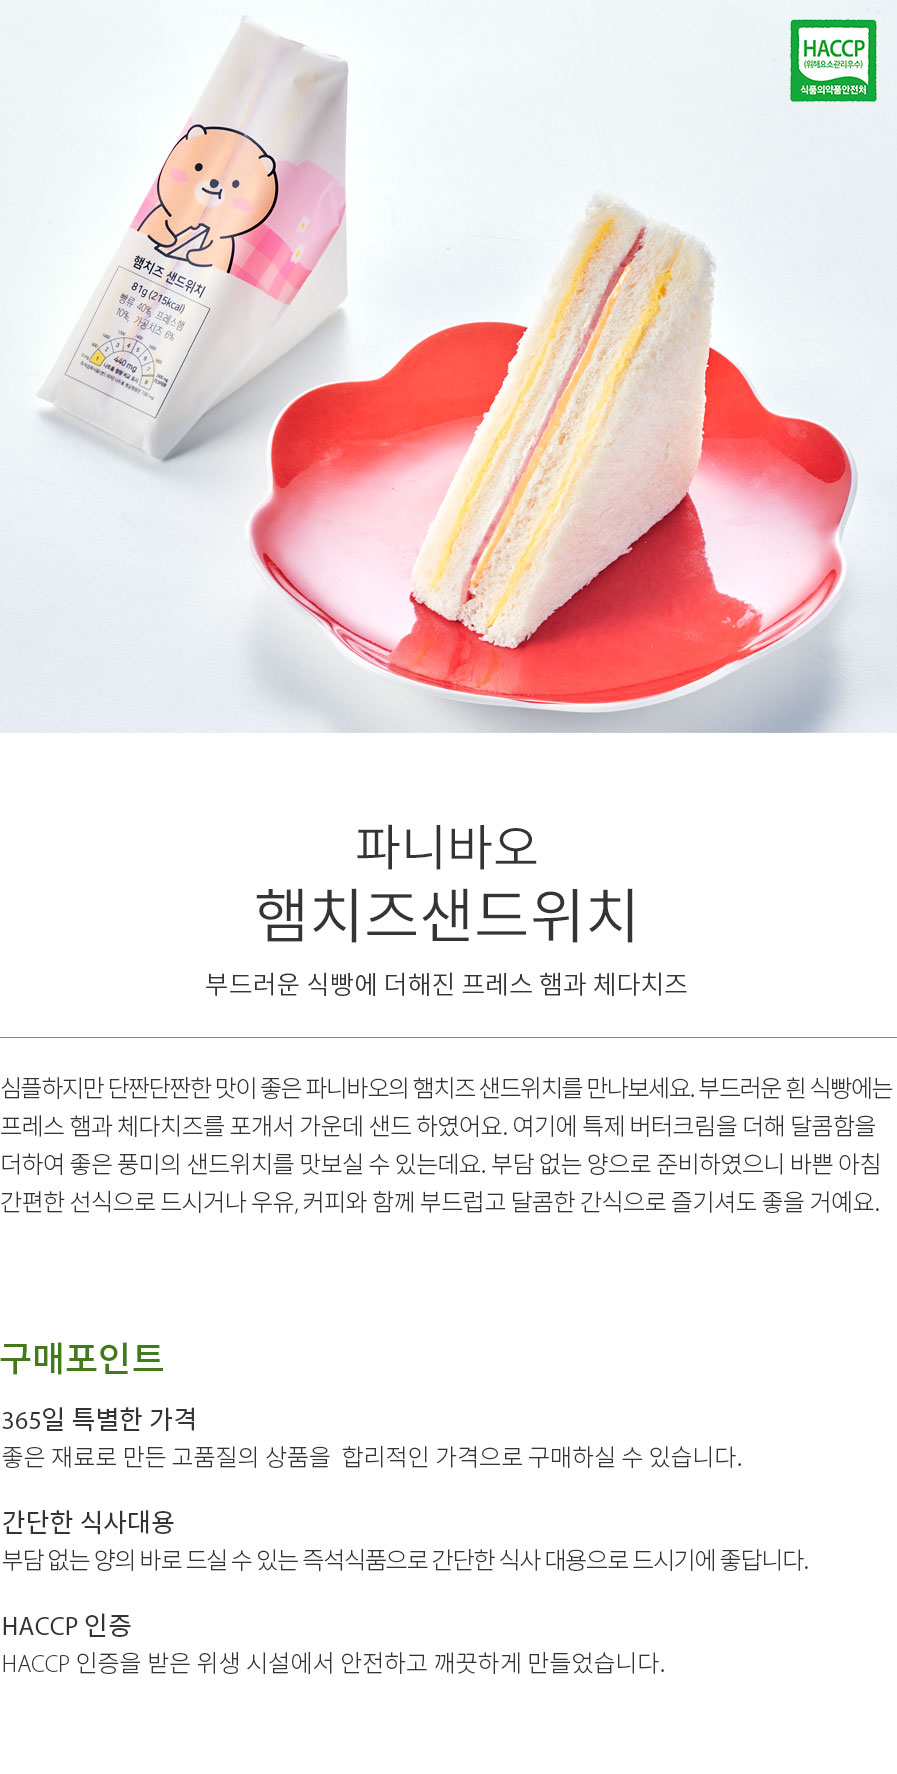 HACCP
(위해요소관리우수)
식품의약품안전처
햄치즈 샌드위치
81g (215kcal)
빵류 40%, 프레스햄
10%, 가공치즈 6%
1 2 3 4 5 6 7 8
440 mg
파니바오
햄치즈샌드위치
부드러운 식빵에 더해진 프레스 햄과 체다치즈
심플하지만 단짠단짠한 맛이 좋은 파니바오의 햄치즈 샌드위치를 만나보세요. 부드러운 흰 식빵에는
프레스 햄과 체다치즈를 포개서 가운데 샌드 하였어요. 여기에 특제 버터크림을 더해 달콤함을
더하여 좋은 풍미의 샌드위치를 맛보실 수 있는데요. 부담 없는 양으로 준비하였으니 바쁜 아침
간편한 선식으로 드시거나 우유, 커피와 함께 부드럽고 달콤한 간식으로 즐기셔도 좋을 거예요.
구매포인트
365일 특별한 가격
좋은 재료로 만든 고품질의 상품을 합리적인 가격으로 구매하실 수 있습니다.
간단한 식사대용
부담 없는 양의 바로 드실 수 있는 즉석식품으로 간단한 식사 대용으로 드시기에 좋답니다.
HACCP 인증
HACCP 인증을 받은 위생 시설에서 안전하고 깨끗하게 만들었습니다.